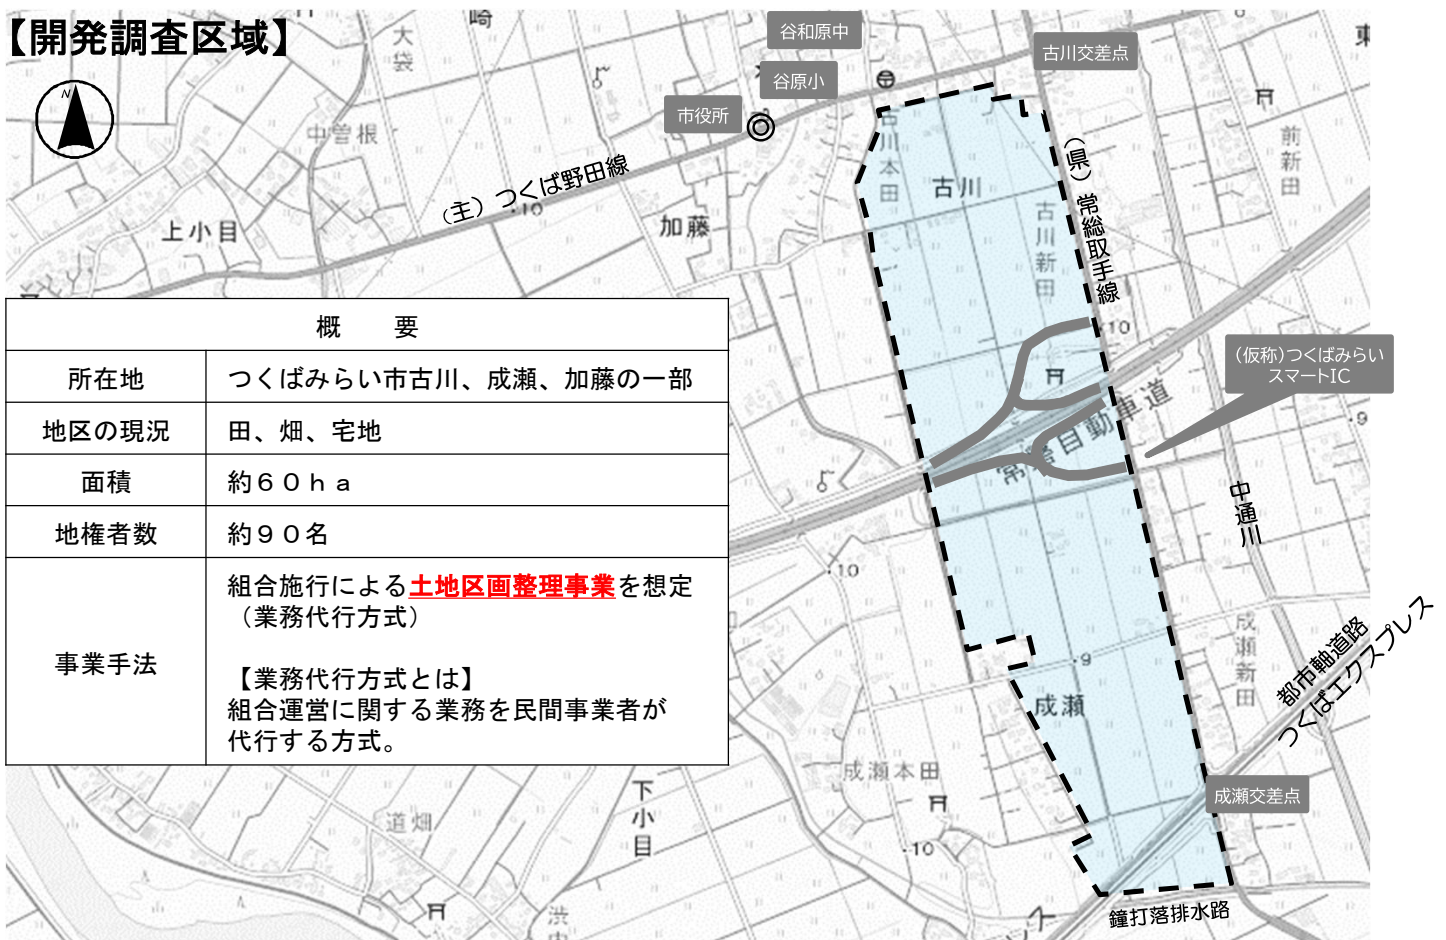 【開発調査区域】
N
崎
大袋
谷和原中
古川交差点
東
谷原小
市役所
中曽根
古川本田
古川
(県)常総取手線
前新田
(主)つくば野田線
・10
上小目
加藤
古川新田
・10
概　要
所在地
つくばみらい市古川、成瀬、加藤の一部
地区の現況
田、畑、宅地
面積
約６０ｈａ
地権者数
約９０名
事業手法
組合施行による土地区画整理事業を想定
（業務代行方式）
【業務代行方式とは】
組合運営に関する業務を民間事業者が
代行する方式。
(仮称)つくばみらい
スマートIC
常磐自動車道
・9
中通川
・10
・9
成瀬
成瀬新田
都市軸道路
つくばエクスプレス
成瀬交差点
成瀬本田
・10
下小目
道畑
鐘打落排水路
渋